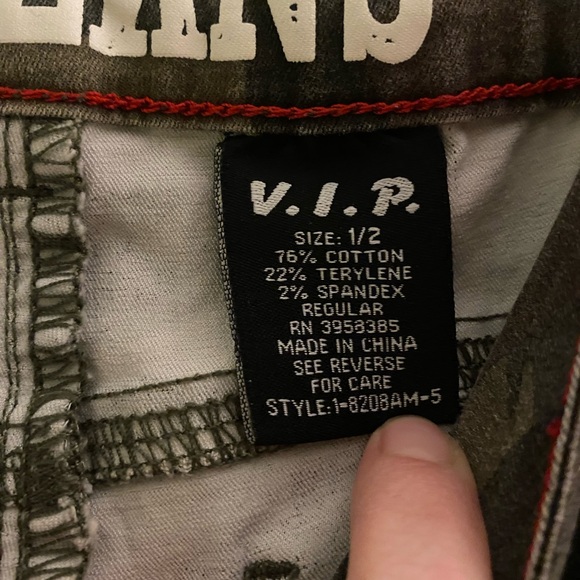 EANS
V.I.P.
SIZE: 1/2
76% COTTON
22% TERYLENE
2% SPANDEX
REGULAR
RN 3958385
MADE IN CHINA
SEE REVERSE
FOR CARE
STYLE:1-8208AM-5